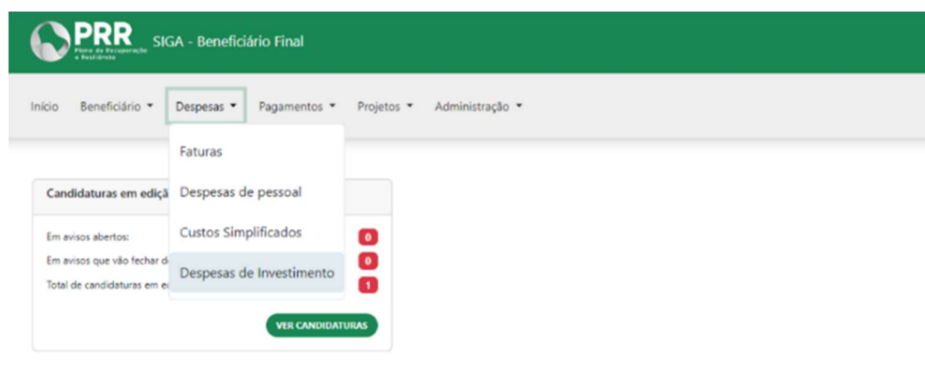 PRR
Plano de Recuperação
e Resiliência
SIGA - Beneficiário Final
Início Beneficiário Despesas Pagamentos Projetos Administração
Faturas
Despesas de pessoal
Custos Simplificados
Despesas de Investimento
Candidaturas em ediçã
Em avisos abertos: 0
Em avisos que vão fechar d 0
Total de candidaturas em e 1
VER CANDIDATURAS